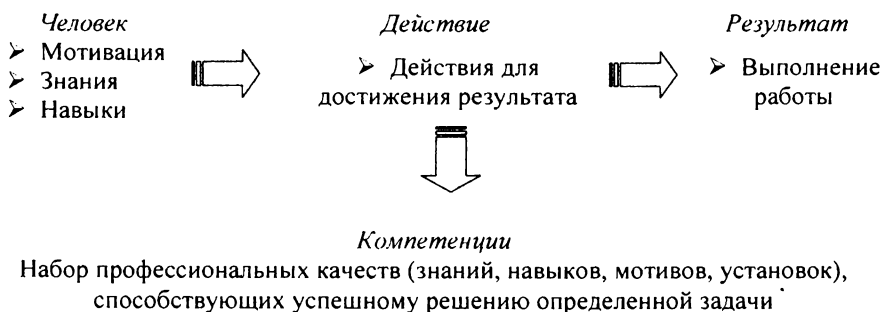 Человек
➢ Мотивация
➢ Знания
➢ Навыки
Действие
➢ Действия для
достижения результата
Результат
➢ Выполнение
работы
Компетенции
Набор профессиональных качеств (знаний, навыков, мотивов, установок),
способствующих успешному решению определенной задачи